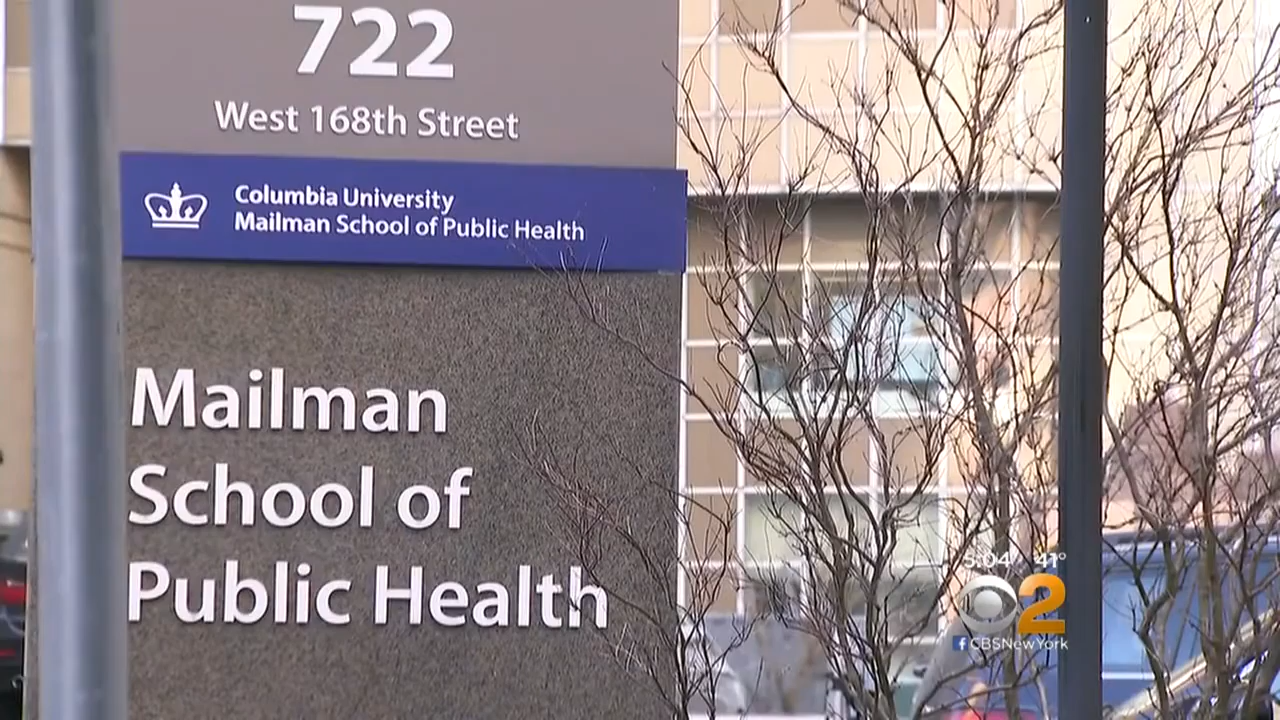 722
West 168th Street
Columbia University
Mailman School of Public Health
Mailman
School of
Public Health
5:04 41°
2
CBSNewYork